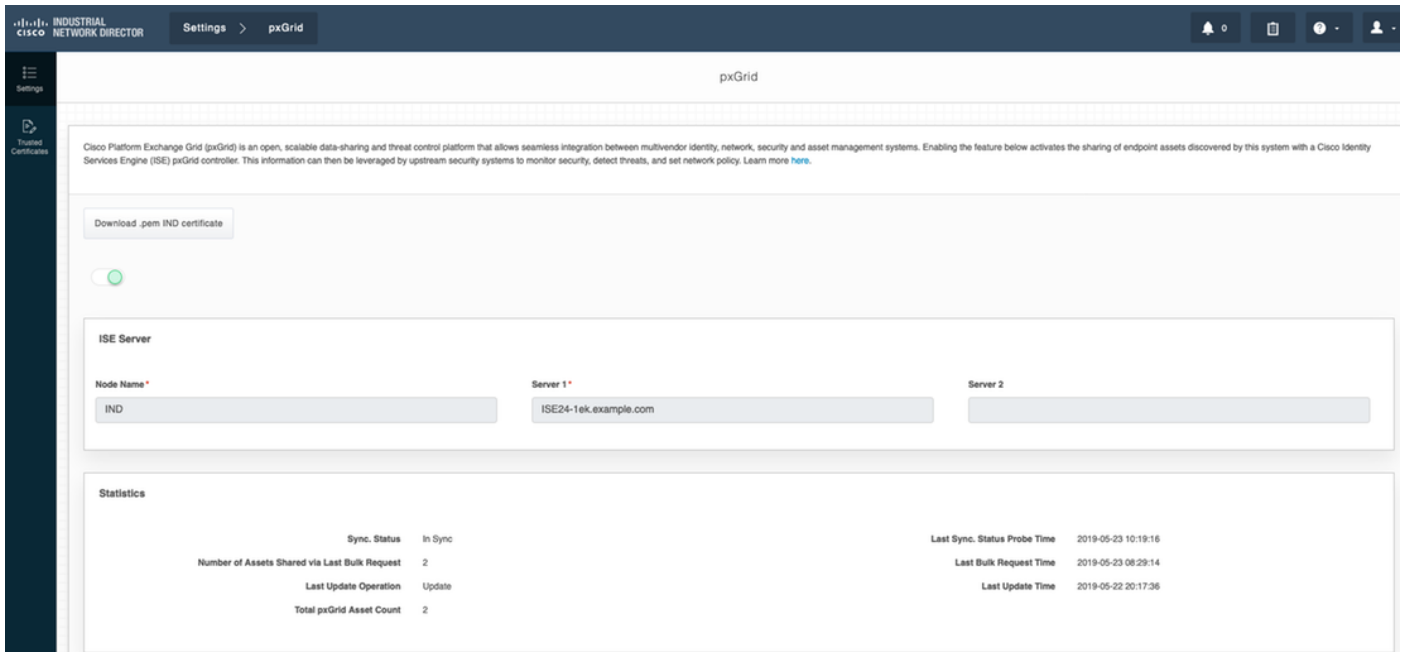 INDUSTRIAL
CISCO NETWORK DIRECTOR
Settings > pxGrid
0
Settings
Trusted
Certificates
pxGrid
Cisco Platform Exchange Grid (pxGrid) is an open, scalable data-sharing and threat control platform that allows seamless integration between multivendor identity, network, security and asset management systems. Enabling the feature below activates the sharing of endpoint assets discovered by this system with a Cisco Identity
Services Engine (ISE) pxGrid controller. This information can then be leveraged by upstream security systems to monitor security, detect threats, and set network policy. Learn more here.
Download .pem IND certificate
ISE Server
Node Name* Server 1* Server 2
IND ISE24-1ek.example.com
Statistics
Sync. Status In Sync Last Sync. Status Probe Time 2019-05-23 10:19:16
Number of Assets Shared via Last Bulk Request 2 Last Bulk Request Time 2019-05-23 08:29:14
Last Update Operation Update Last Update Time 2019-05-22 20:17:36
Total pxGrid Asset Count 2